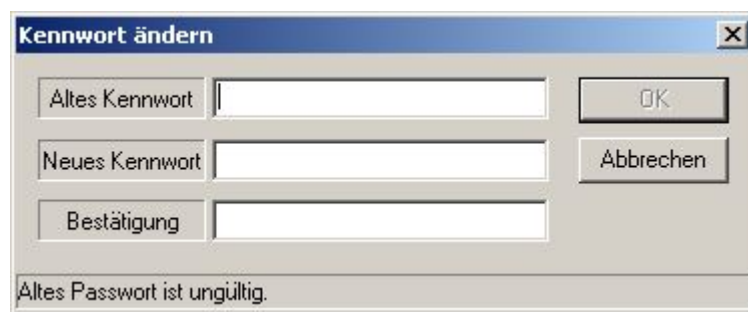 Kennwort ändern
Altes Kennwort
OK
Neues Kennwort
Abbrechen
Bestätigung
Altes Passwort ist ungültig.